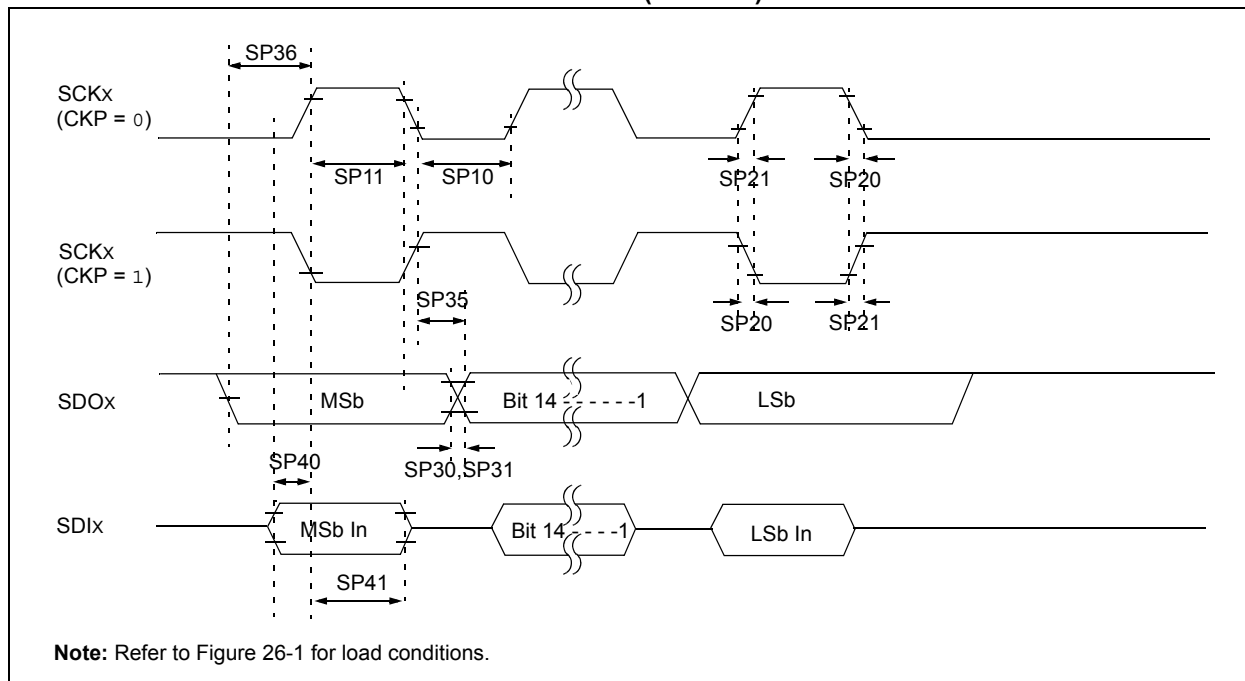 SP36
SCKx
(CKP = 0)
SP11
SP10
SP21
SP20
SCKx
(CKP = 1)
SP35
SP20
SP21
SDOx
MSb
Bit 14 - - - - - -1
LSb
SP40
SP30,SP31
SDIx
MSb In
Bit 14 - - - -1
LSb In
SP41
Note: Refer to Figure 26-1 for load conditions.